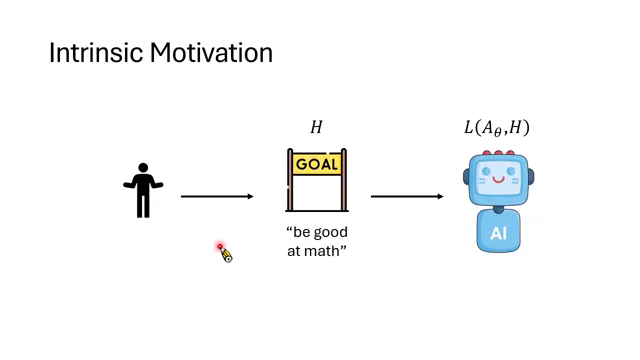 Intrinsic Motivation
H
L(A_θ,H)
GOAL
“be good
at math”
AI